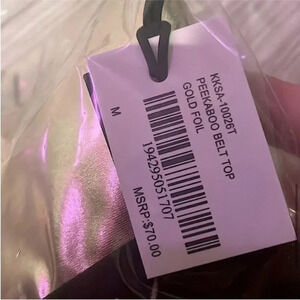 KKSA-10026T
PEEKABOO BELT TOP
GOLD FOIL
M
194295051707
MSRP:$70.00